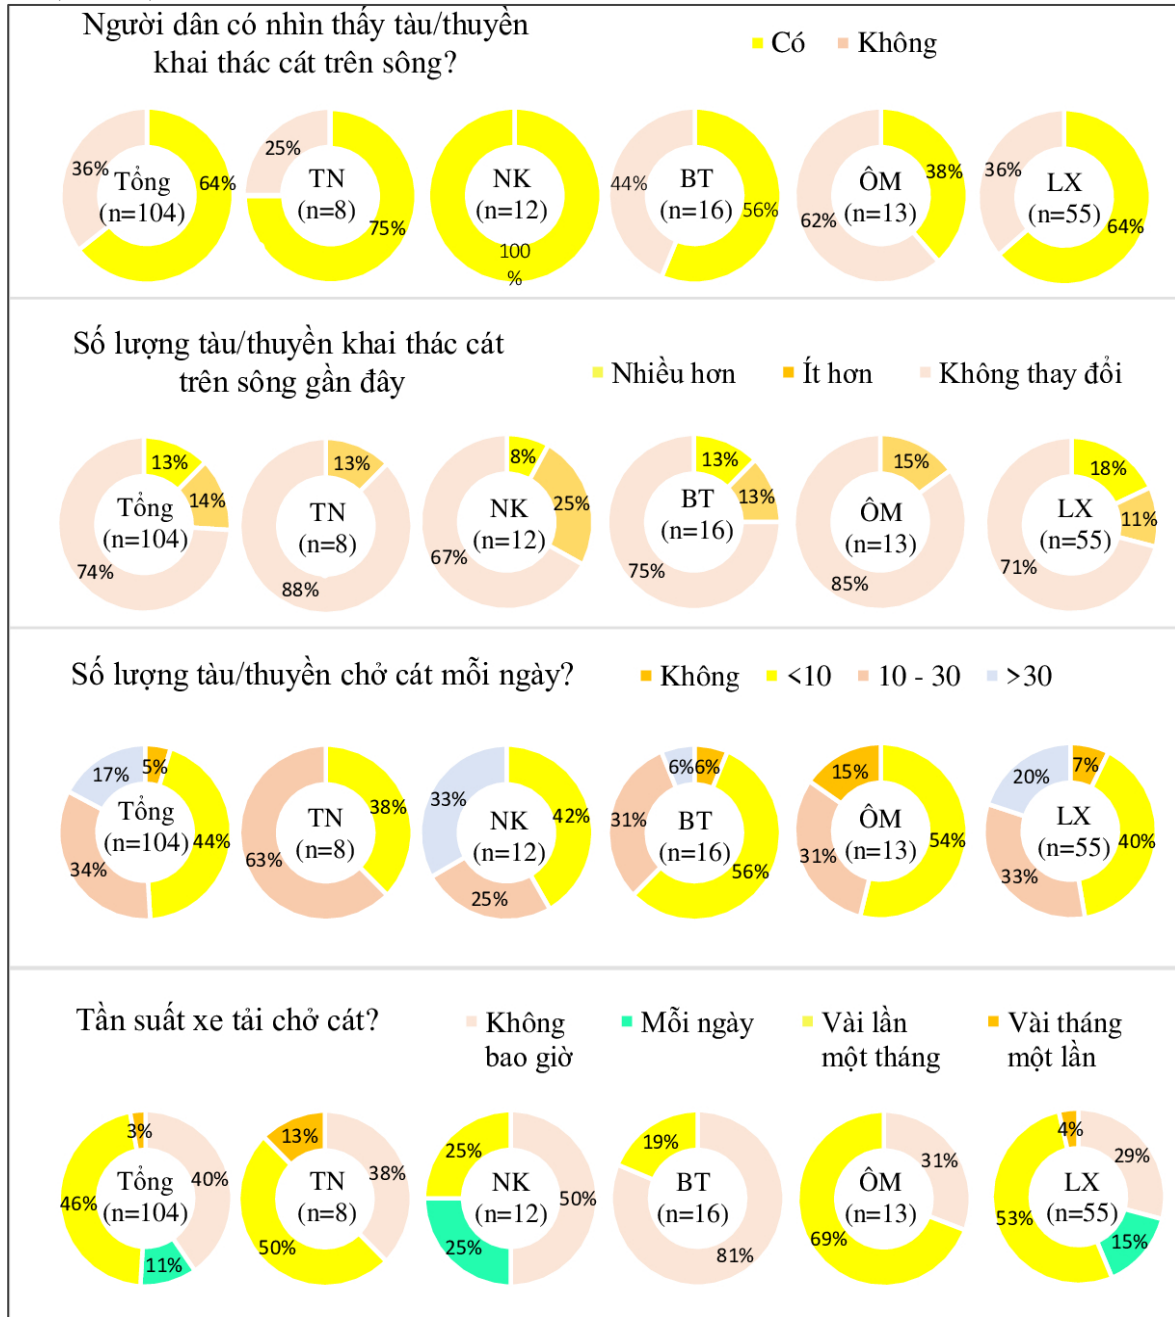 Người dân có nhìn thấy tàu/thuyền
khai thác cát trên sông?
Có
Không
36%
Tổng
(n=104)
64%
25%
TN
(n=8)
75%
NK
(n=12)
100
%
44%
BT
(n=16)
56%
62%
ÔM
(n=13)
38%
36%
LX
(n=55)
64%
Số lượng tàu/thuyền khai thác cát
trên sông gần đây
Nhiều hơn
Ít hơn
Không thay đổi
13%
14%
Tổng
(n=104)
74%
13%
TN
(n=8)
88%
8%
25%
NK
(n=12)
67%
13%
13%
BT
(n=16)
75%
15%
ÔM
(n=13)
85%
18%
11%
LX
(n=55)
71%
Số lượng tàu/thuyền chở cát mỗi ngày?
Không
<10
10 - 30
>30
17%
5%
Tổng
(n=104)
44%
34%
38%
TN
(n=8)
63%
33%
42%
NK
(n=12)
25%
6%
6%
31%
BT
(n=16)
56%
15%
ÔM
(n=13)
54%
31%
20%
7%
LX
(n=55)
40%
33%
Tần suất xe tải chở cát?
Không
bao giờ
Mỗi ngày
Vài lần
một tháng
Vài tháng
một lần
3%
Tổng
(n=104)
40%
46%
11%
13%
TN
(n=8)
38%
50%
25%
NK
(n=12)
50%
25%
19%
BT
(n=16)
81%
31%
ÔM
(n=13)
69%
4%
29%
LX
(n=55)
53%
15%